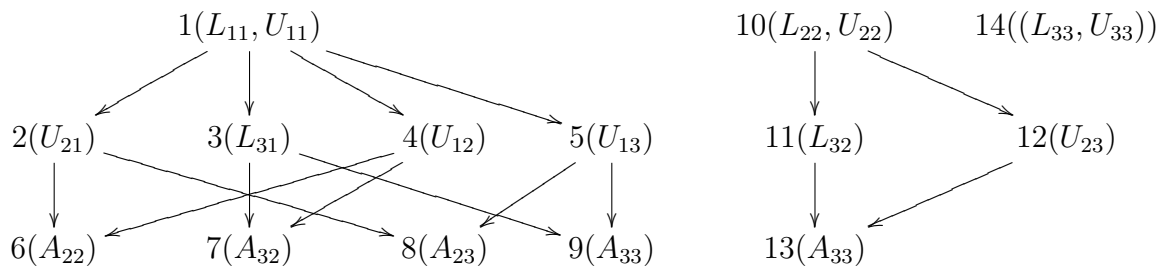 1(L₁₁, U₁₁) 10(L₂₂, U₂₂) 14((L₃₃, U₃₃))
2(U₂₁) 3(L₃₁) 4(U₁₂) 5(U₁₃) 11(L₃₂) 12(U₂₃)
6(A₂₂) 7(A₃₂) 8(A₂₃) 9(A₃₃) 13(A₃₃)